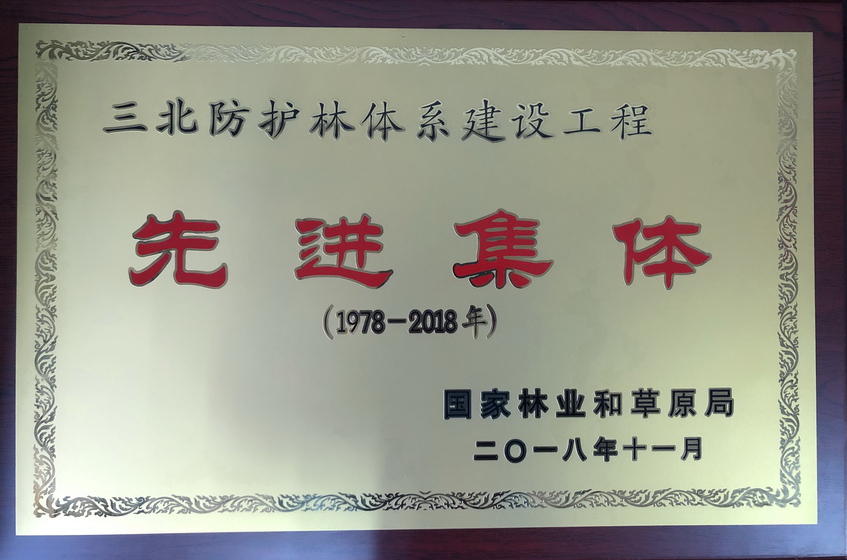 三北防护林体系建设工程
先进集体
(1978-2018年)
国家林业和草原局
二〇一八年十一月